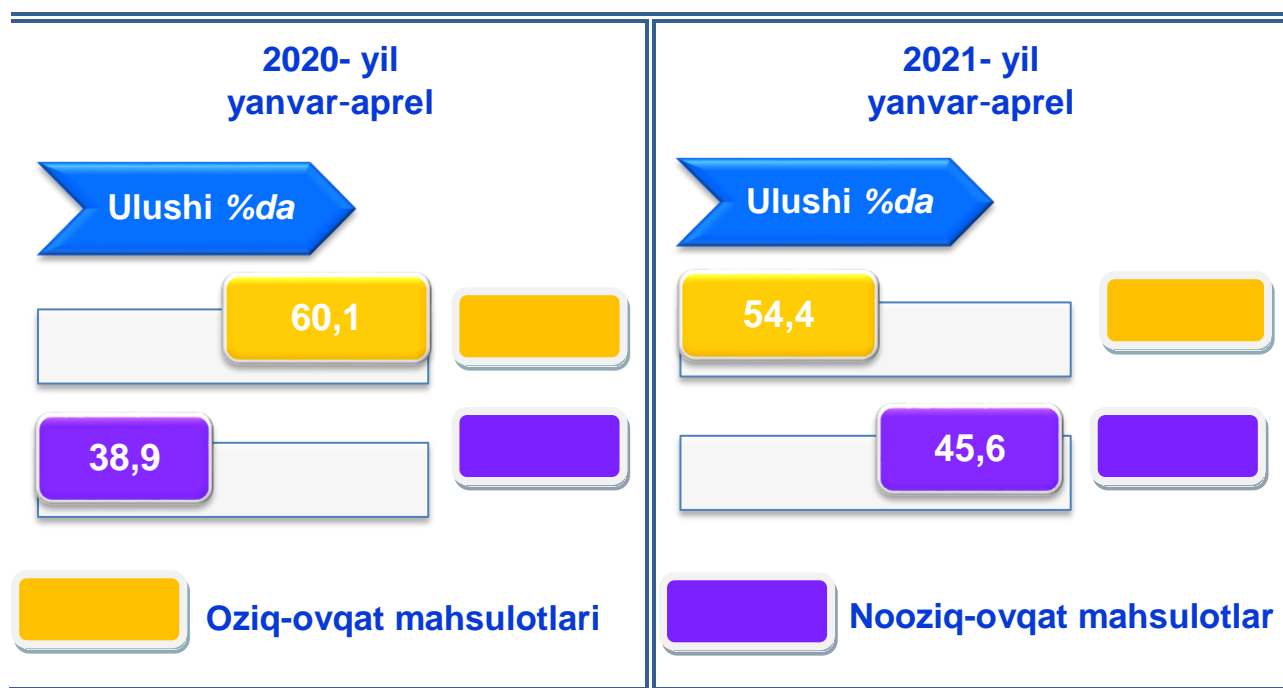 2020- yil
yanvar-aprel
Ulushi %da
60,1
38,9
2021- yil
yanvar-aprel
Ulushi %da
54,4
45,6
Oziq-ovqat mahsulotlari
Nooziq-ovqat mahsulotlar